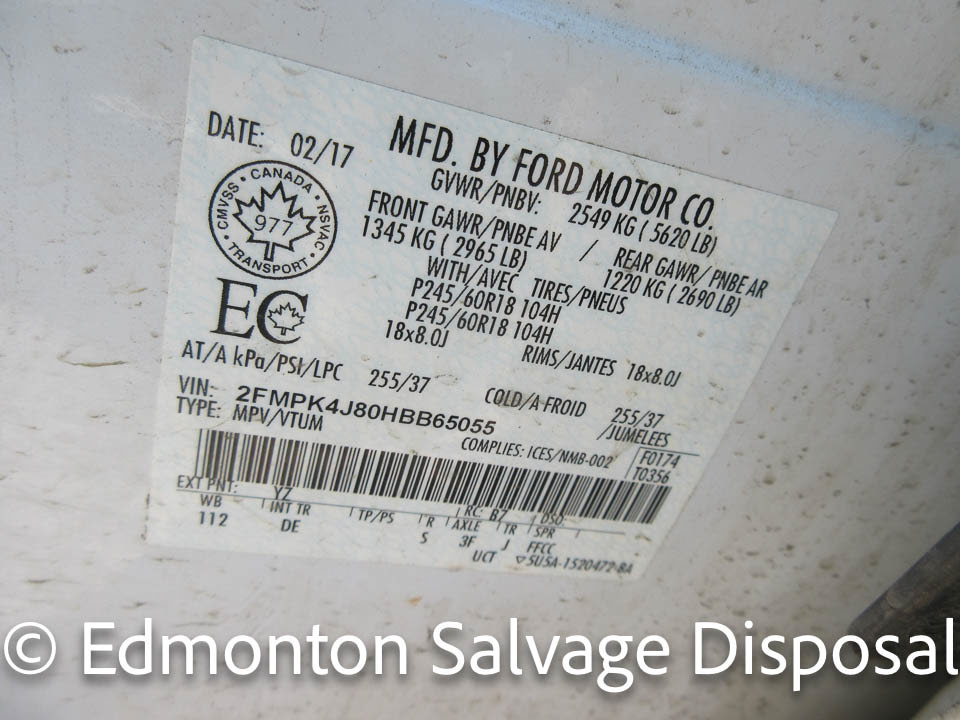 DATE: 02/17
MFD. BY FORD MOTOR CO.
GVWR/PNBV: 2549 KG ( 5620 LB)
FRONT GAWR/PNBE AV / REAR GAWR/ PNBE AR
1345 KG ( 2965 LB) 1220 KG ( 2690 LB)
WITH/AVEC TIRES/PNEUS
P245/60R18 104H
P245/60R18 104H
18x8.0J RIMS/JANTES 18x8.0J
CMVSS • CANADA • NSVAC • TRANSPORT •
977
EC
AT/A kPa/PSI/LPC 255/37 COLD/A FROID 255/37
VIN: 2FMPK4J80HBB65055 /JUMELEES
TYPE: MPV/VTUM
COMPLIES: ICES/NMB-002 F0174
T0356
EXT PNT: YZ RC: B7 DSO:
WB INT TR TP/PS R AXLE TR SPR
112 DE S 3F J FFCC
UCT 5U5A-1520472-BA
© Edmonton Salvage Disposal